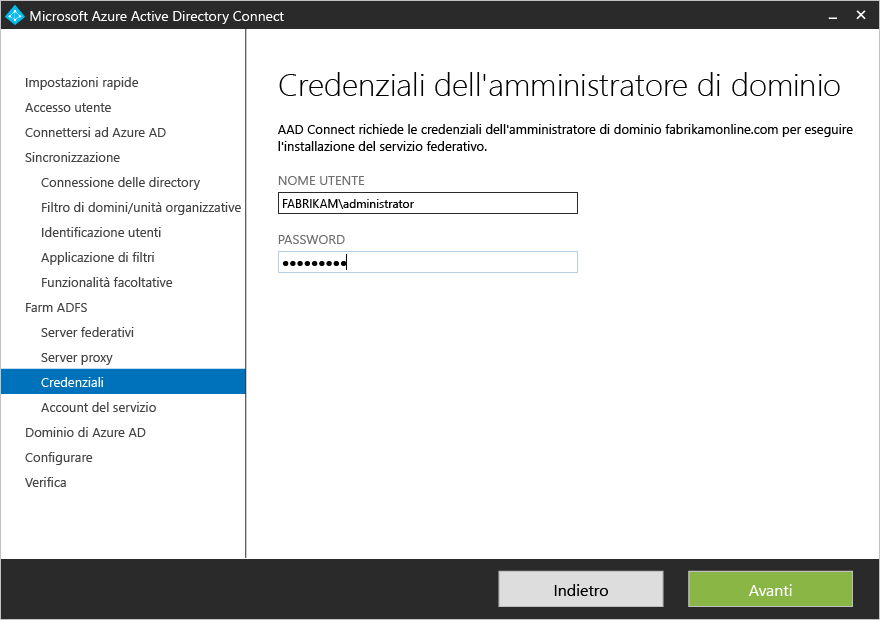 Microsoft Azure Active Directory Connect
Impostazioni rapide
Accesso utente
Connettersi ad Azure AD
Sincronizzazione
Connessione delle directory
Filtro di domini/unità organizzative
Identificazione utenti
Applicazione di filtri
Funzionalità facoltative
Farm ADFS
Server federativi
Server proxy
Credenziali
Account del servizio
Dominio di Azure AD
Configurare
Verifica
Credenziali dell'amministratore di dominio
AAD Connect richiede le credenziali dell'amministratore di dominio fabrikamonline.com per eseguire
l'installazione del servizio federativo.
NOME UTENTE
FABRIKAM\administrator
PASSWORD
●●●●●●●●●
Indietro
Avanti